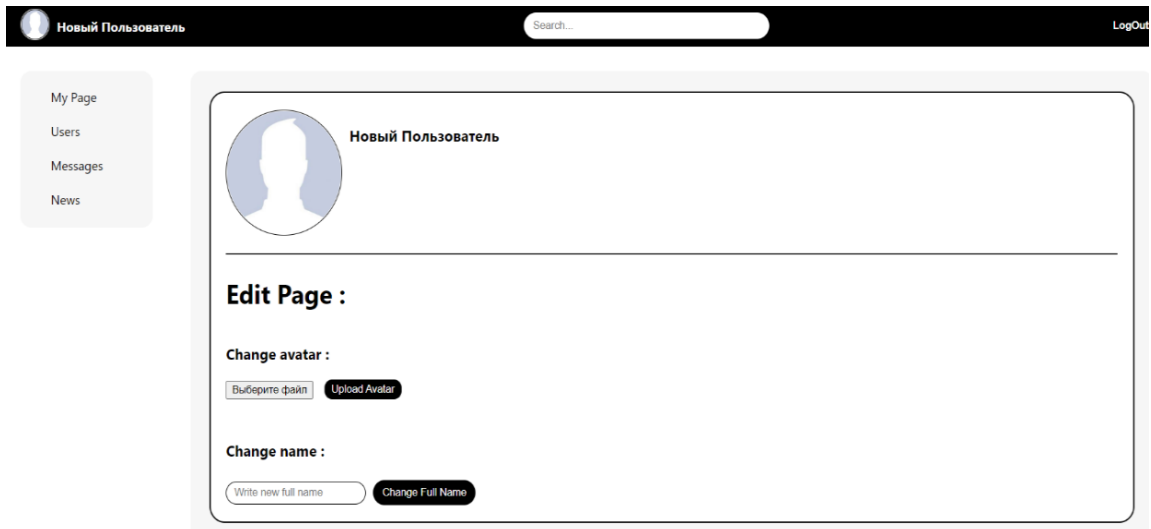 Новый Пользователь
Search...
LogOut
My Page
Users
Messages
News
Новый Пользователь
Edit Page :
Change avatar :
Выберите файл Upload Avatar
Change name :
Write new full name Change Full Name